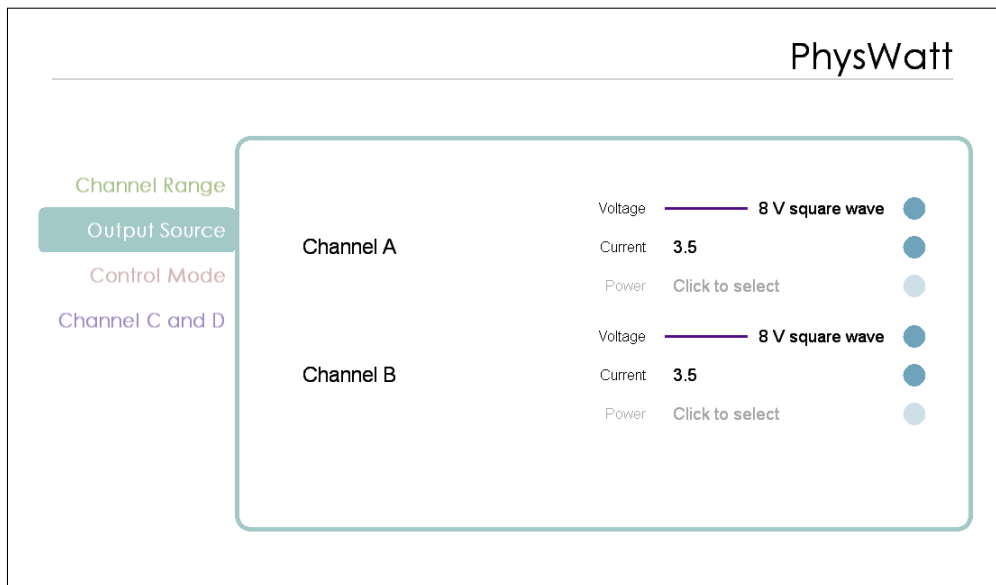 PhysWatt
Channel Range
Output Source
Control Mode
Channel C and D
Channel A
Voltage 8 V square wave
Current 3.5
Power Click to select
Channel B
Voltage 8 V square wave
Current 3.5
Power Click to select